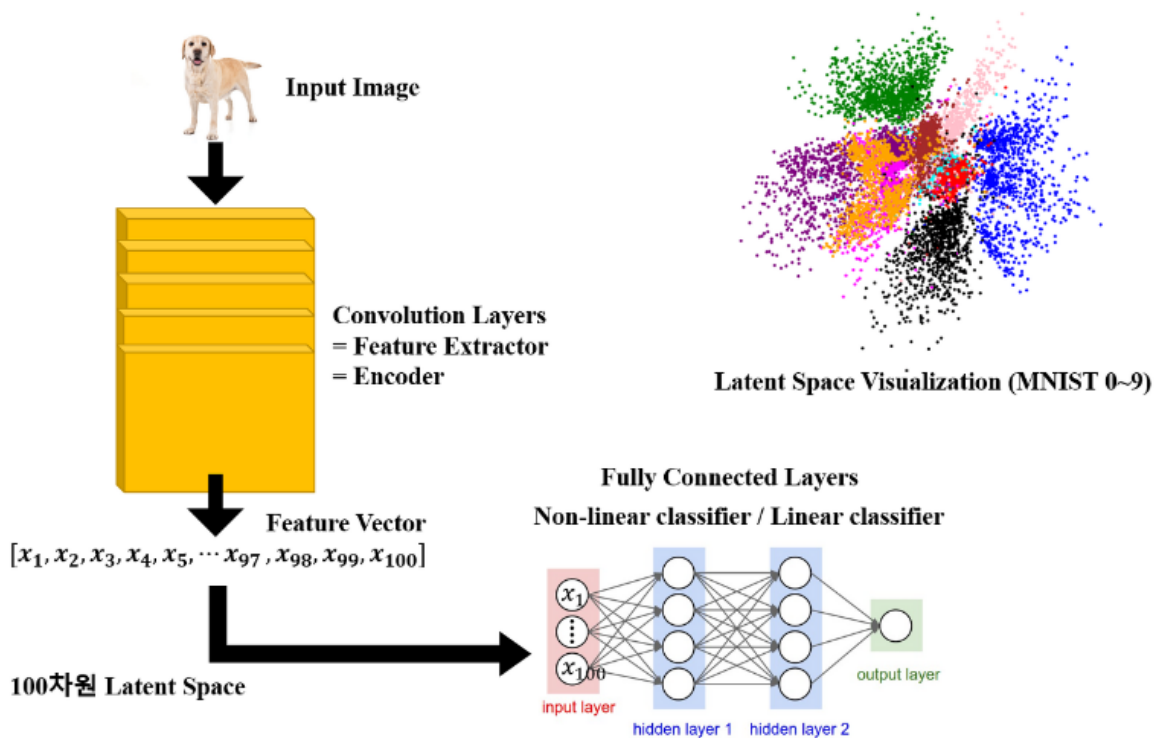 Input Image
Convolution Layers
= Feature Extractor
= Encoder
Latent Space Visualization (MNIST 0~9)
Feature Vector
[x₁, x₂, x₃, x₄, x₅, ⋯ x₉₇, x₉₈, x₉₉, x₁₀₀]
100차원 Latent Space
Fully Connected Layers
Non-linear classifier / Linear classifier
x₁
⋮
x₁₀₀
input layer
hidden layer 1
hidden layer 2
output layer